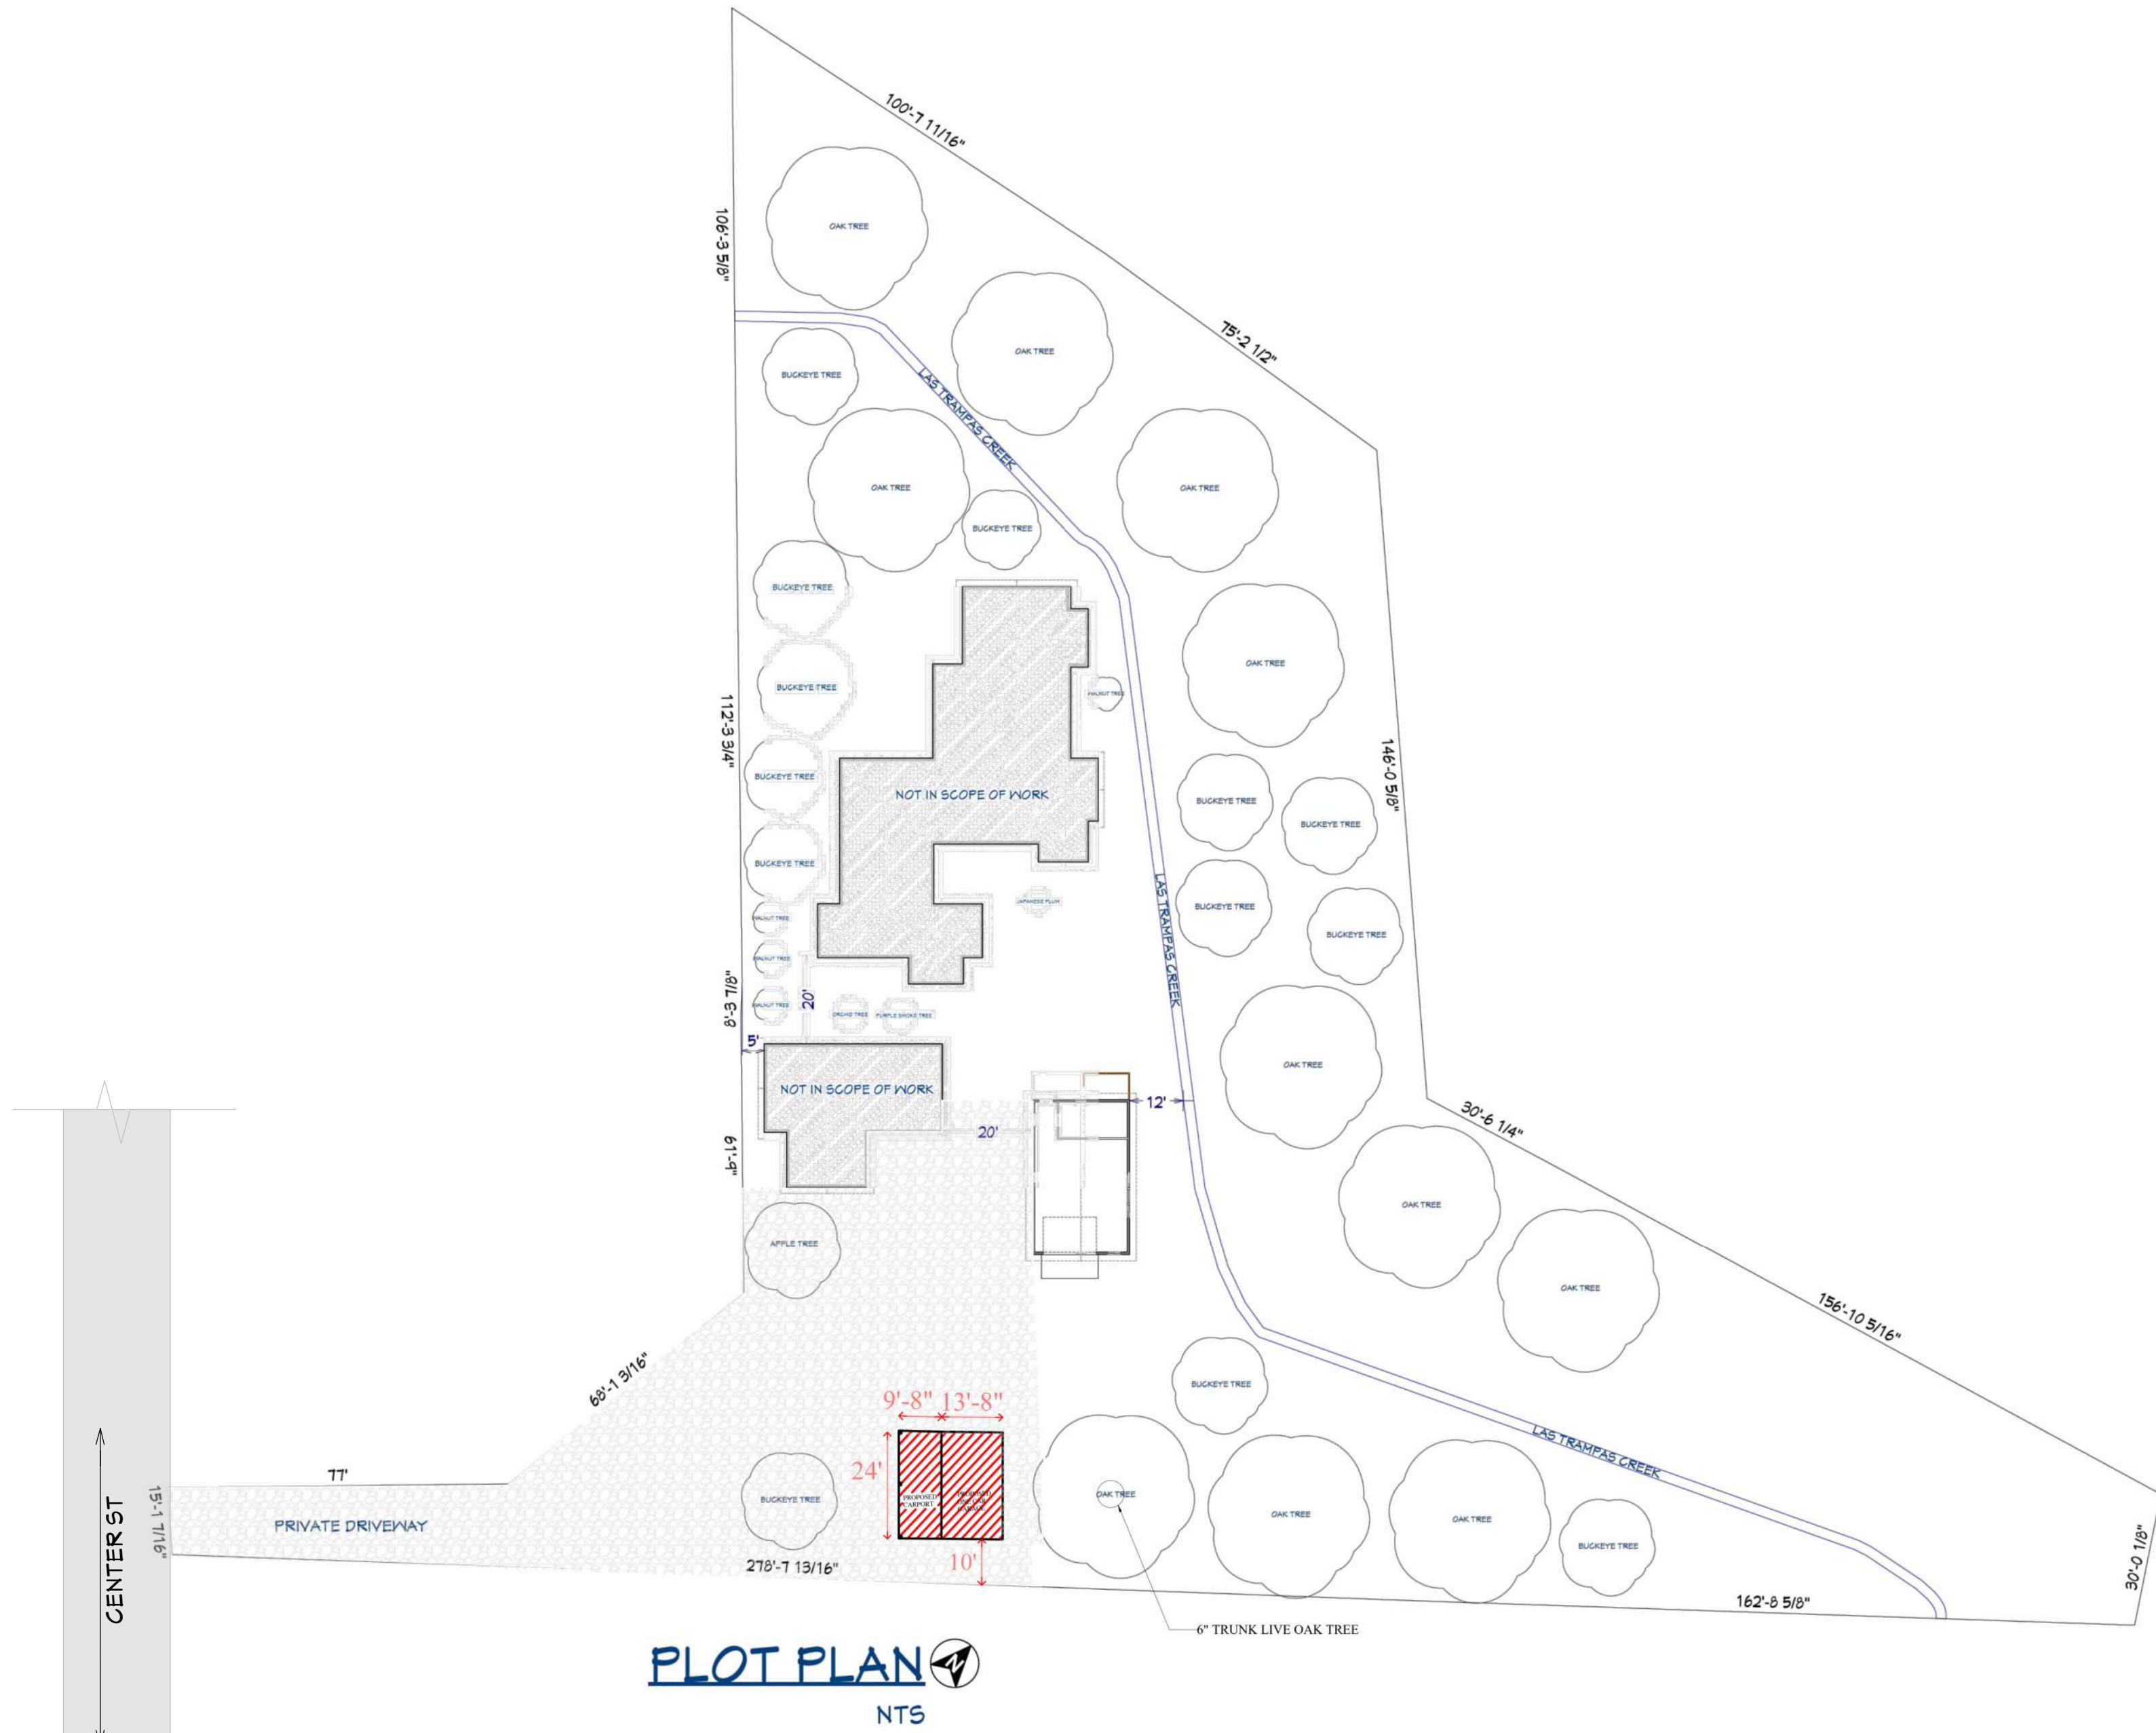 100'-7 11/16"
106'-3 5/8"
OAK TREE
75'-2 1/2"
OAK TREE
BUCKEYE TREE
LAS TRAMPAS CREEK
OAK TREE
OAK TREE
BUCKEYE TREE
BUCKEYE TREE
OAK TREE
BUCKEYE TREE
WALNUT TREE
112'-3 3/4"
BUCKEYE TREE
NOT IN SCOPE OF WORK
BUCKEYE TREE
146'-0 5/8"
BUCKEYE TREE
BUCKEYE TREE
JAPANESE PLUM
BUCKEYE TREE
WALNUT TREE
BUCKEYE TREE
LAS TRAMPAS CREEK
WALNUT TREE
8'-3 7/8"
20'
WALNUT TREE
ORCHID TREE
PURPLE SMOKE TREE
5'
OAK TREE
NOT IN SCOPE OF WORK
12'
30'-6 1/4"
20'
61'-9"
OAK TREE
APPLE TREE
OAK TREE
156'-10 5/16"
68'-1 3/16"
BUCKEYE TREE
9'-8" 13'-8"
LAS TRAMPAS CREEK
24'
77'
BUCKEYE TREE
PROPOSED
CARPORT
PROPOSED
ONE CAR
GARAGE
OAK TREE
OAK TREE
OAK TREE
BUCKEYE TREE
15'-1 7/16"
CENTER ST
PRIVATE DRIVEWAY
278'-7 13/16"
10'
30'-0 1/8"
162'-8 5/8"
6" TRUNK LIVE OAK TREE
PLOT PLAN
N
NTS